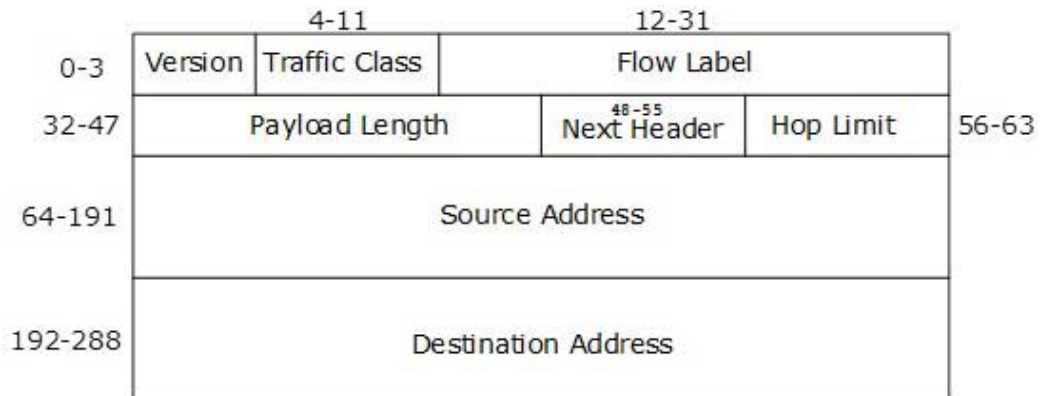 4-11 12-31
0-3 Version Traffic Class Flow Label
48-55
32-47 Payload Length Next Header Hop Limit 56-63
64-191 Source Address
192-288 Destination Address